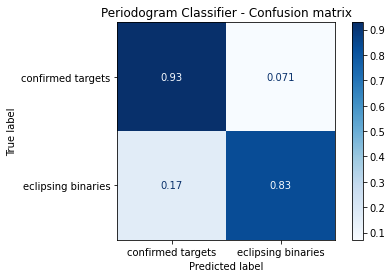 Periodogram Classifier - Confusion matrix
True label
confirmed targets
eclipsing binaries
0.93
0.071
0.17
0.83
confirmed targets
eclipsing binaries
Predicted label
0.9
0.8
0.7
0.6
0.5
0.4
0.3
0.2
0.1